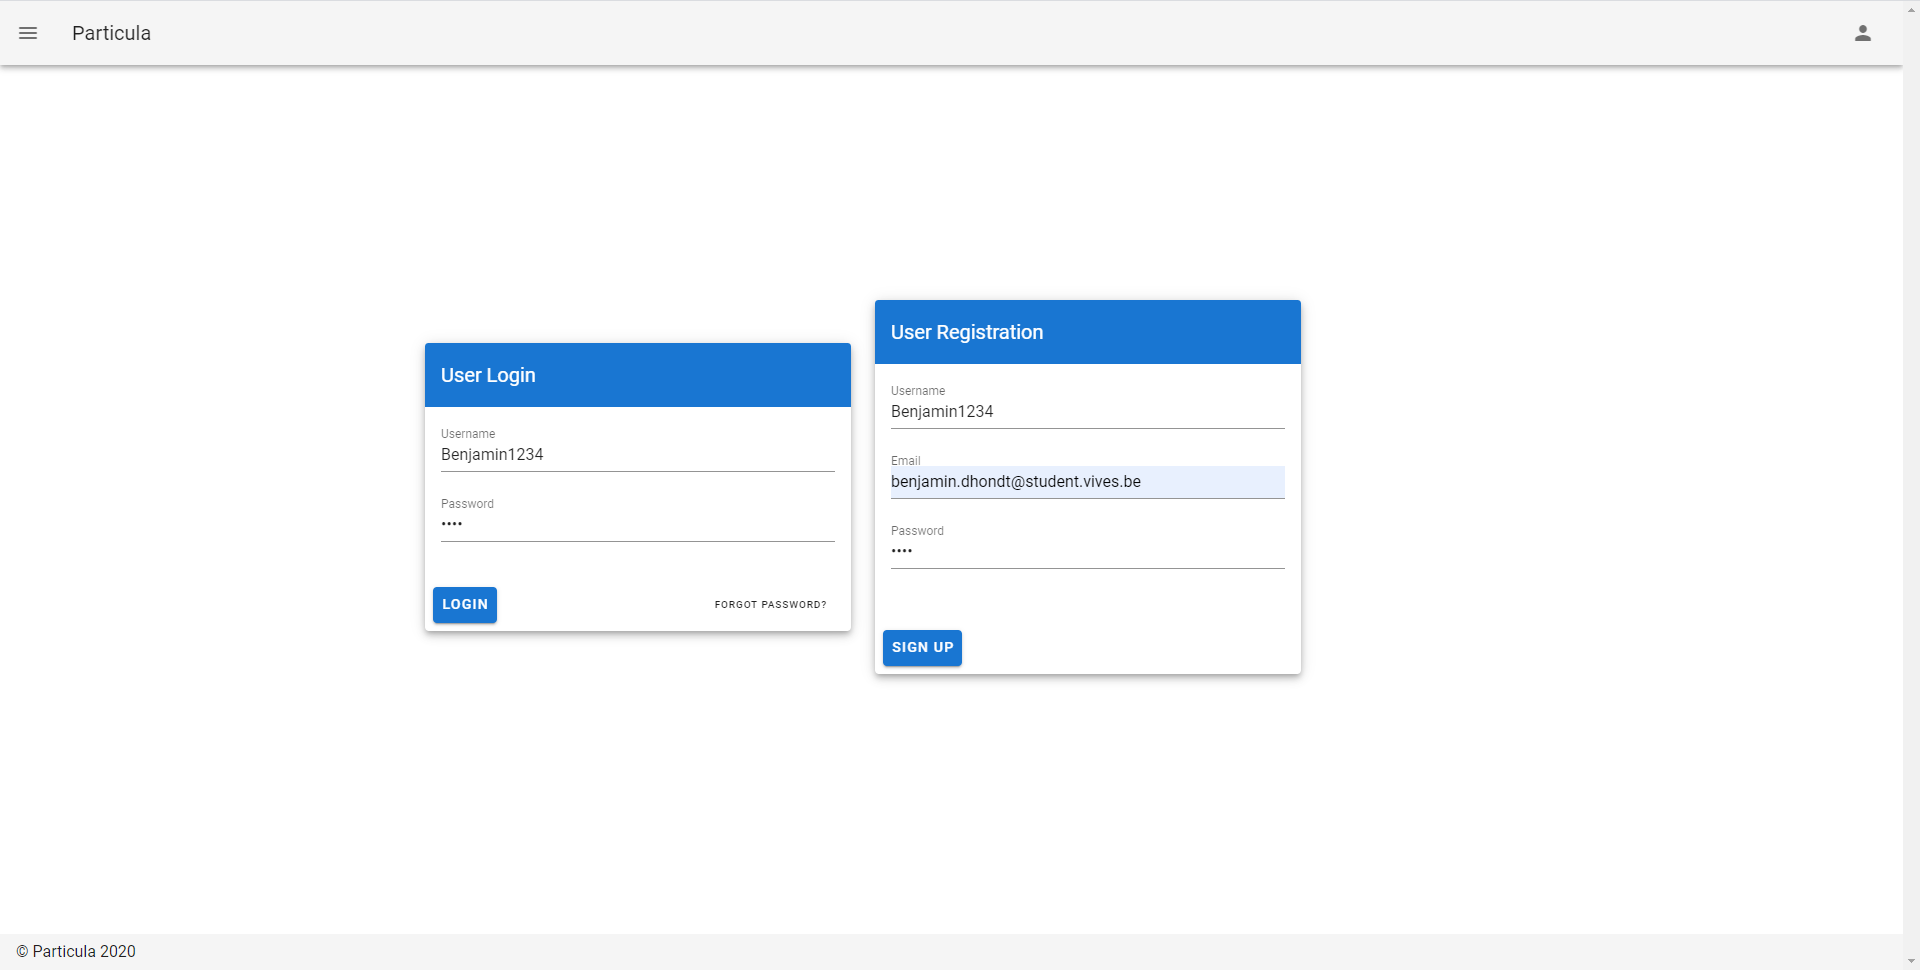 Particula
User Login
Username
Benjamin1234
Password
••••
LOGIN
FORGOT PASSWORD?
User Registration
Username
Benjamin1234
Email
benjamin.dhondt@student.vives.be
Password
••••
SIGN UP
© Particula 2020